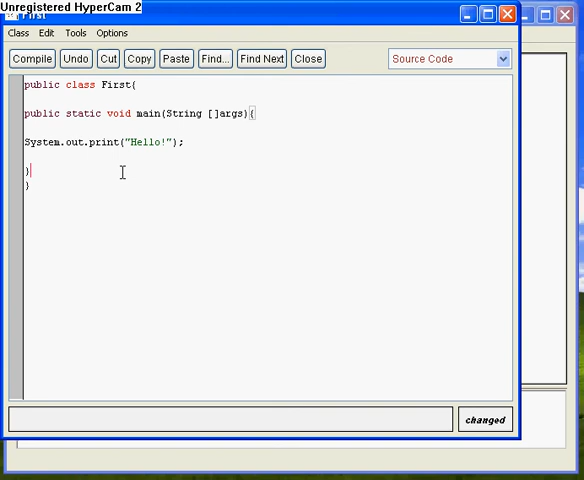 Unregistered HyperCam 2
First
Class Edit Tools Options
Compile Undo Cut Copy Paste Find... Find Next Close Source Code
public class First{
public static void main(String []args){
System.out.print("Hello!");
}
}
changed